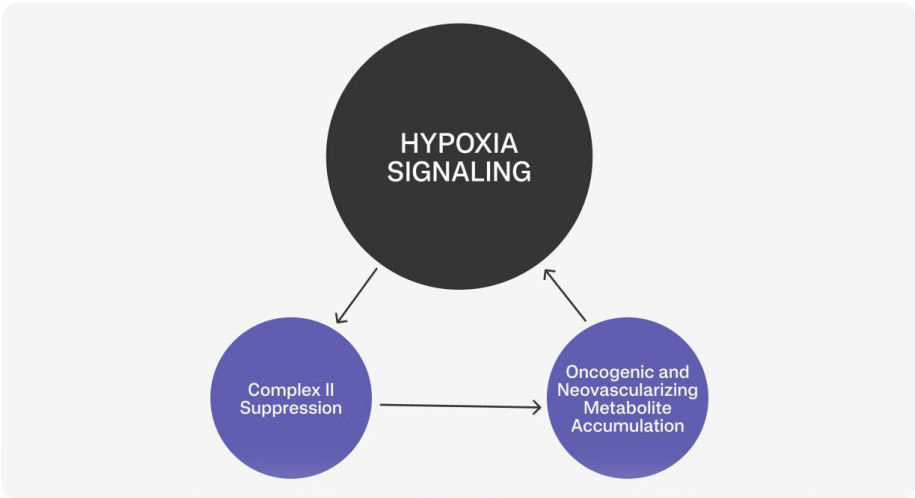 HYPOXIA
SIGNALING
Complex II
Suppression
Oncogenic and
Neovascularizing
Metabolite
Accumulation